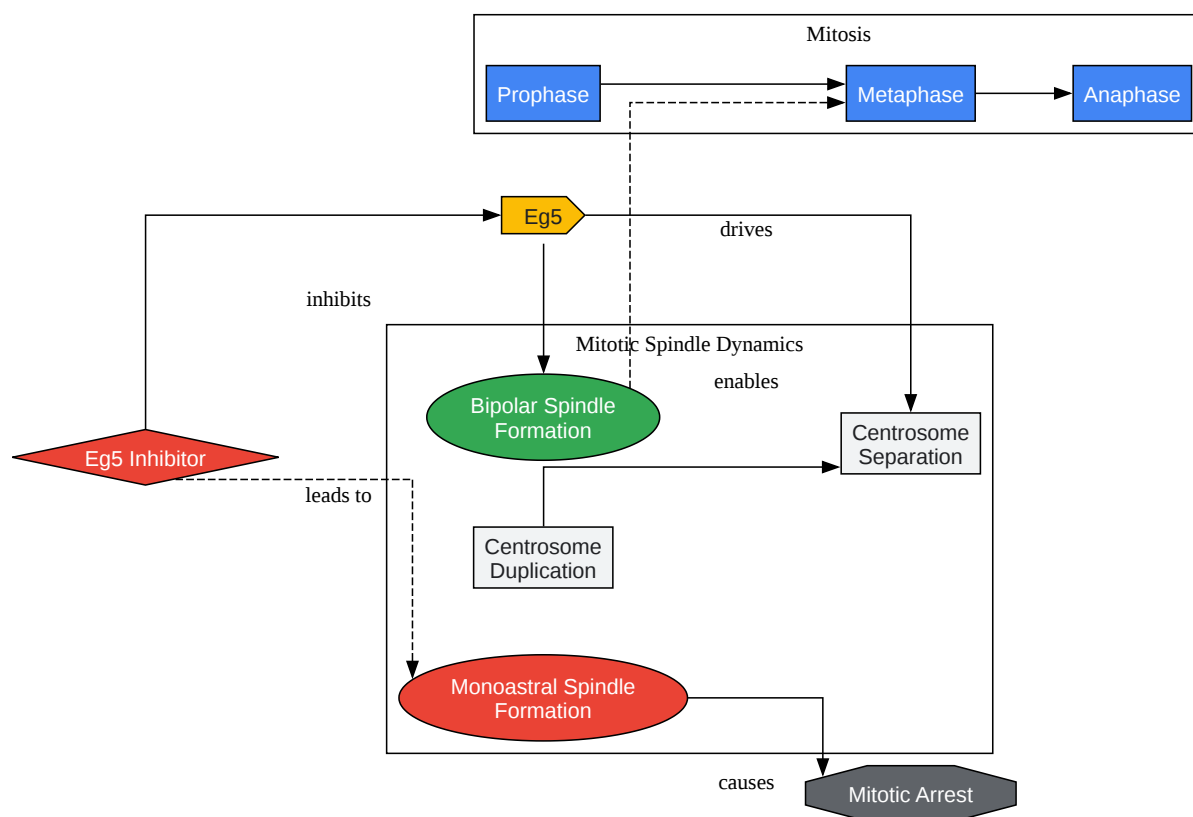 Mitosis
Prophase
Metaphase
Anaphase
Eg5
drives
inhibits
Mitotic Spindle Dynamics
enables
Bipolar Spindle
Formation
Centrosome
Separation
Eg5 Inhibitor
leads to
Centrosome
Duplication
Monoastral Spindle
Formation
causes
Mitotic Arrest